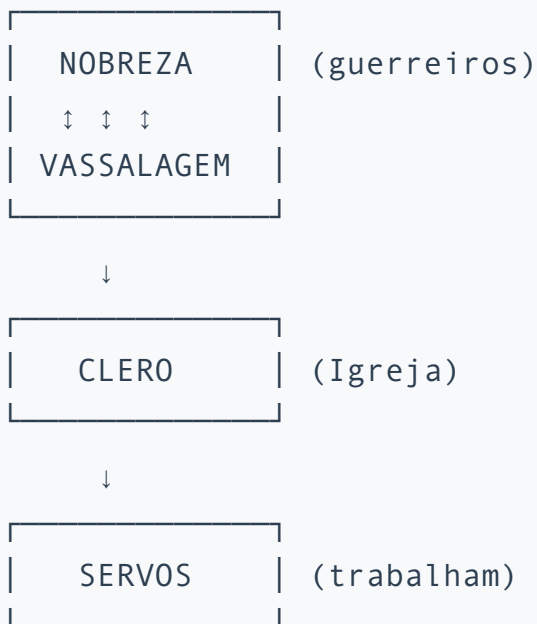 NOBREZA (guerreiros)
↕ ↕ ↕
VASSALAGEM
↓
CLERO (Igreja)
↓
SERVOS (trabalham)